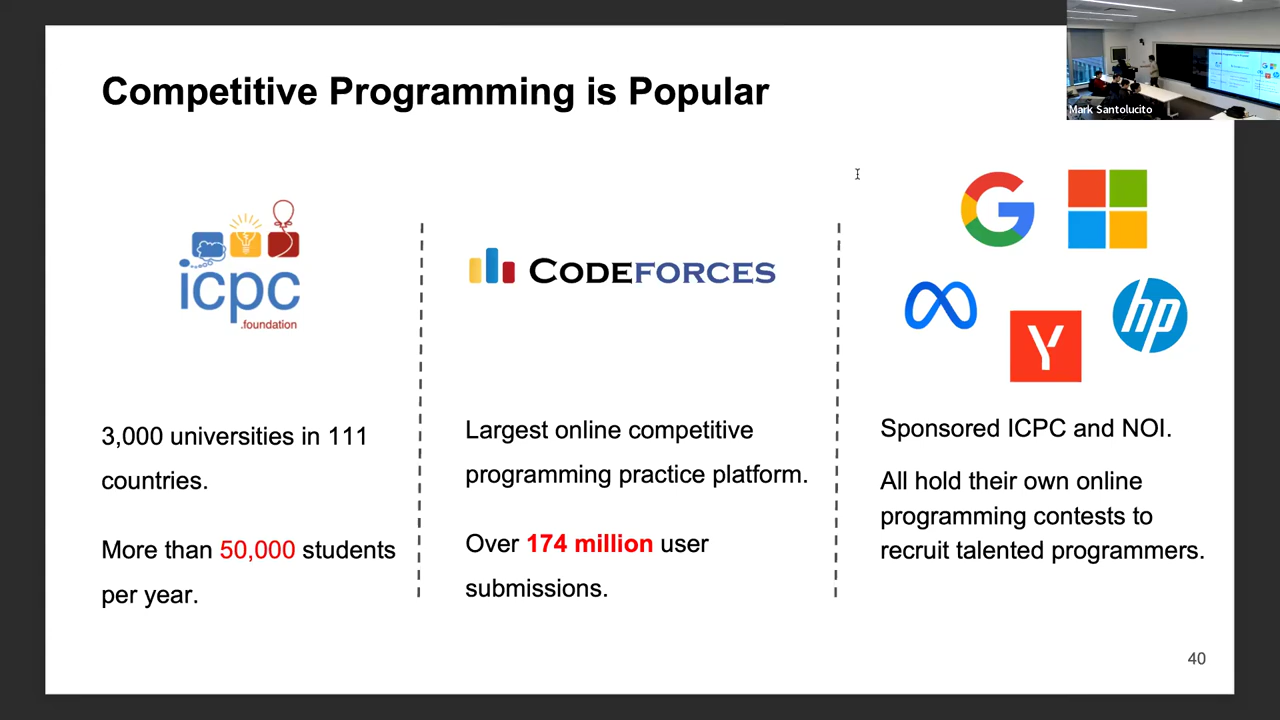 Competitive Programming is Popular
Mark Santolucito
icpc
.foundation
3,000 universities in 111
countries.
More than 50,000 students
per year.
CODEFORCES
Largest online competitive
programming practice platform.
Over 174 million user
submissions.
G
hp
Y
Sponsored ICPC and NOI.
All hold their own online
programming contests to
recruit talented programmers.
40